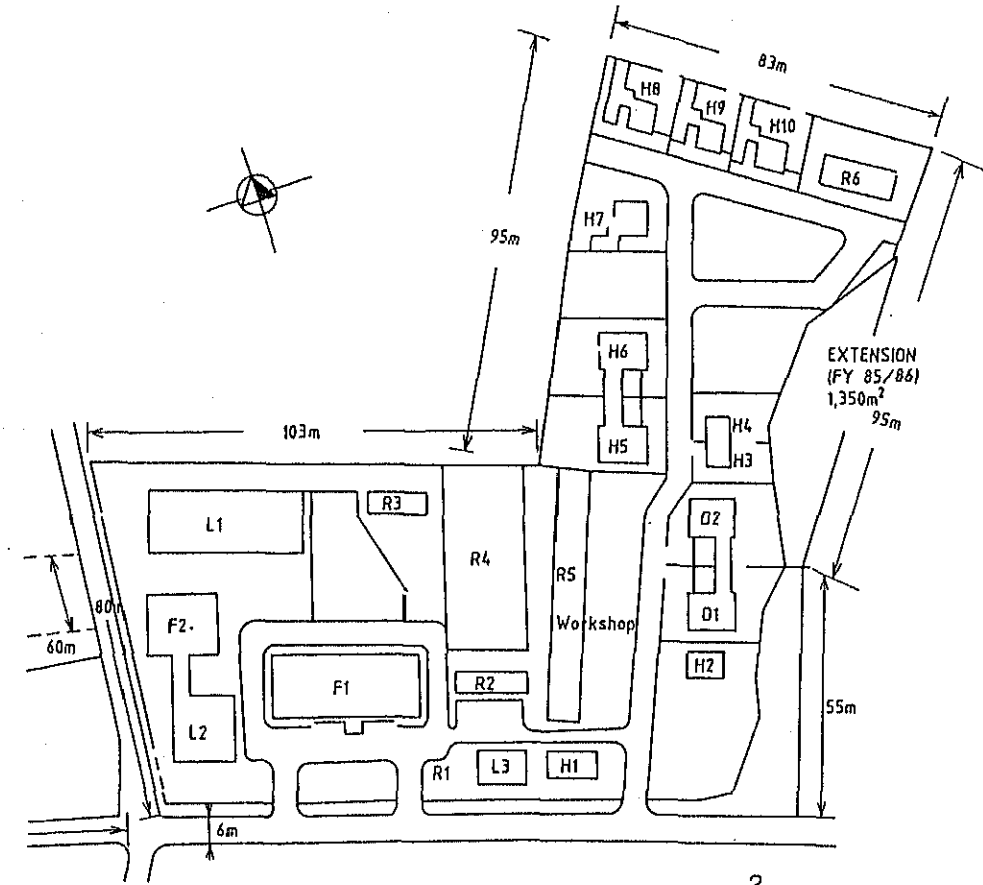 83m
H8
H9
H10
R6
H7
95m
H6
EXTENSION
(FY 85/86)
1,350m²
95m
103m
H5
H4
H3
L1
R3
R4
R5
O2
O1
Workshop
80m
60m
F2.
F1
R2
H2
L2
55m
R1
L3
H1
6m